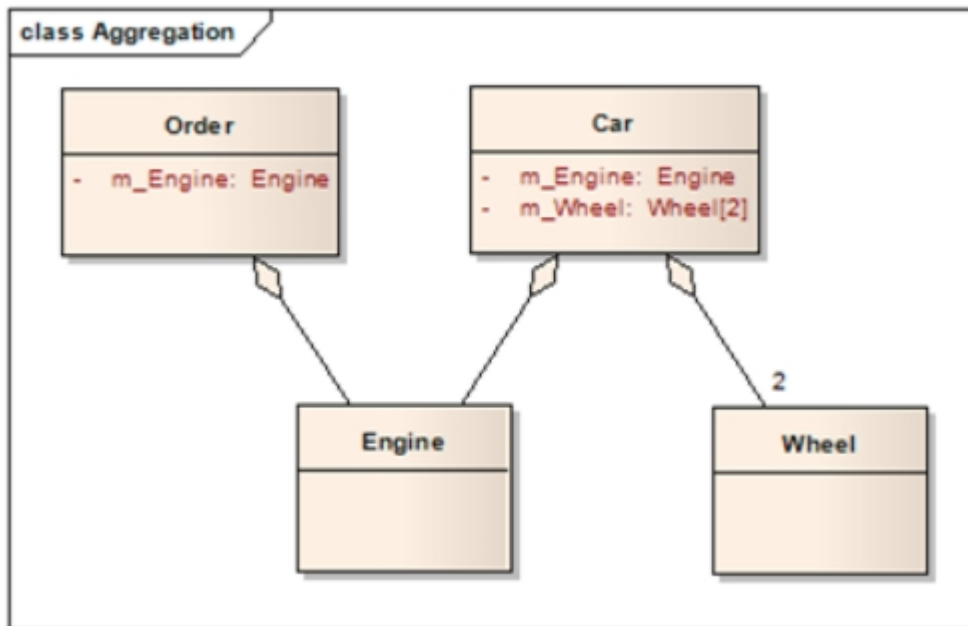 class Aggregation
Order
- m_Engine: Engine
Car
- m_Engine: Engine
- m_Wheel: Wheel[2]
2
Engine
Wheel